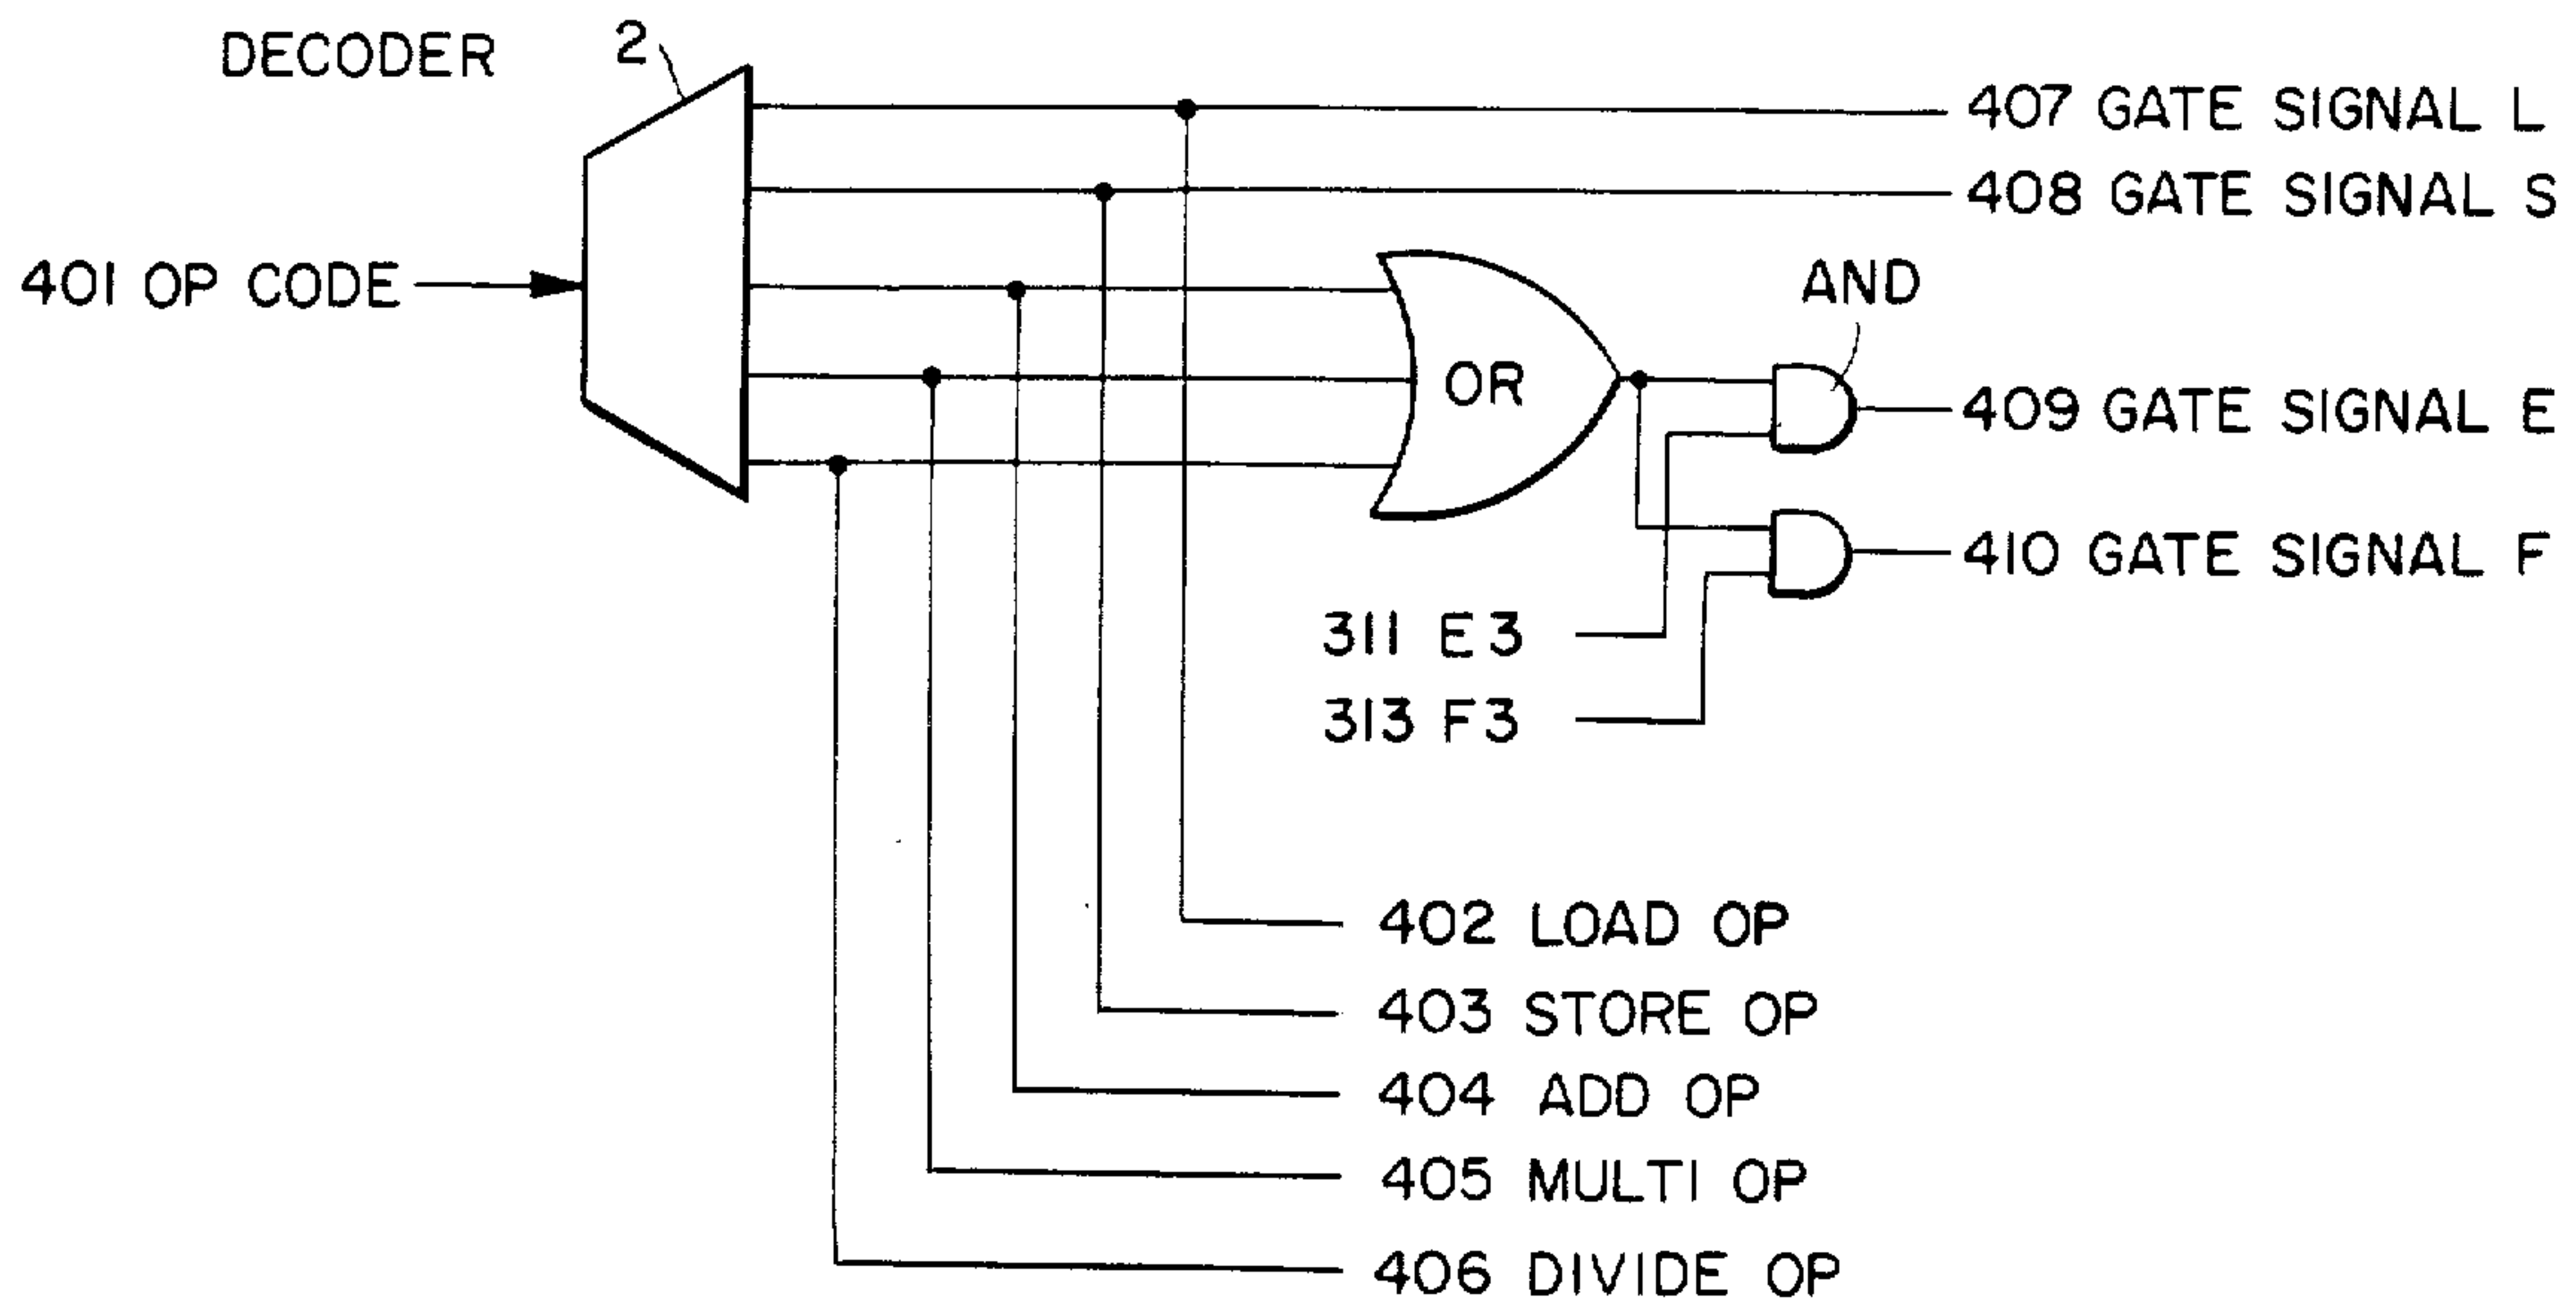 DECODER
2
407 GATE SIGNAL L
408 GATE SIGNAL S
401 OP CODE
AND
OR
409 GATE SIGNAL E
410 GATE SIGNAL F
311 E3
313 F3
402 LOAD OP
403 STORE OP
404 ADD OP
405 MULTI OP
406 DIVIDE OP